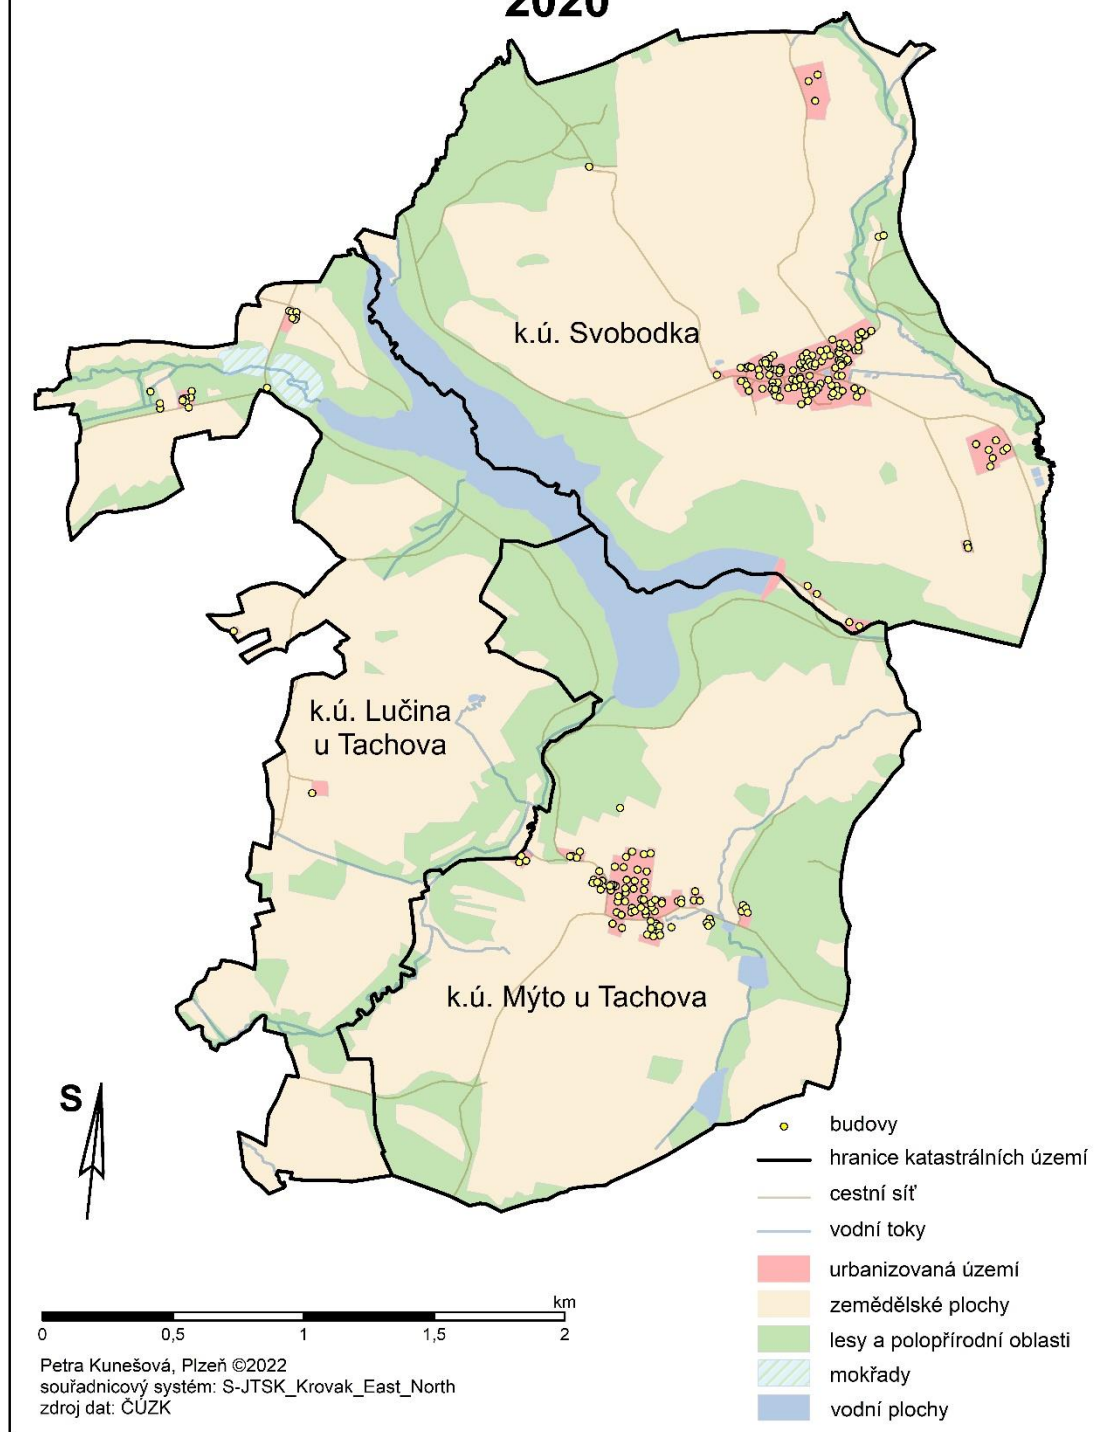 2020
k.ú. Svobodka
k.ú. Lučina
u Tachova
k.ú. Mýto u Tachova
S
budovy
hranice katastrálních území
cestní síť
vodní toky
urbanizovaná území
zemědělské plochy
lesy a polopřírodní oblasti
mokřady
vodní plochy
km
0 0,5 1 1,5 2
Petra Kunešová, Plzeň ©2022
souřadnicový systém: S-JTSK_Krovak_East_North
zdroj dat: ČÚZK